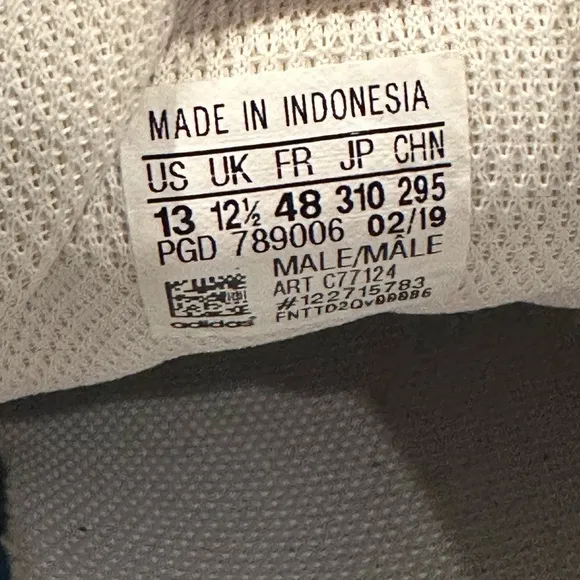 MADE IN INDONESIA
US UK FR JP CHN
13 12½ 48 310 295
PGD 789006 02/19
MALE/MÂLE
ART C77124
#122715783
FNTTD2Qv00086
adidas